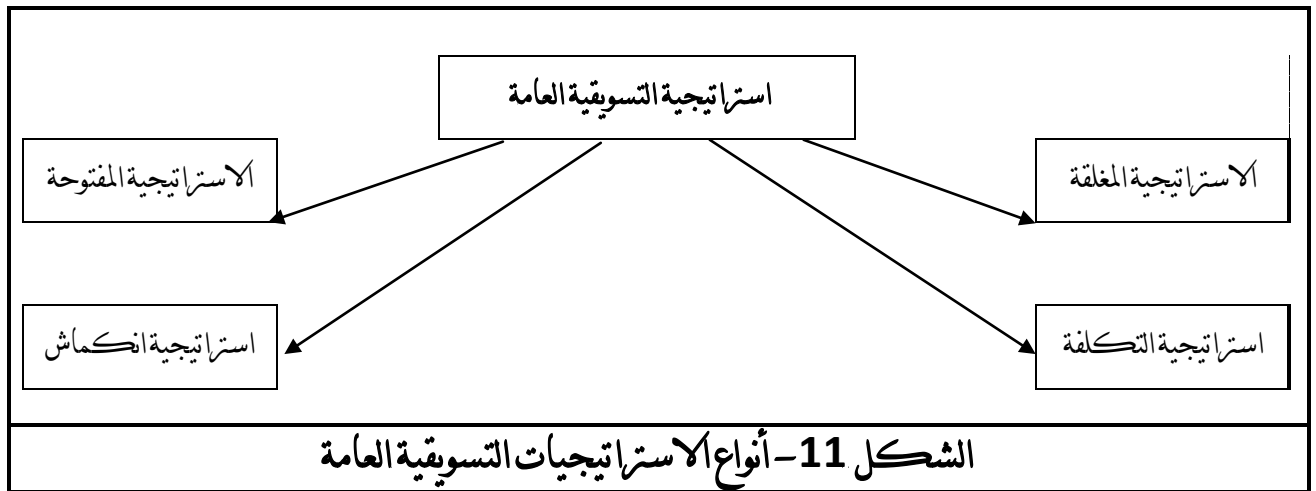 استراتيجية التسويقية العامة
الاستراتيجية المغلقة
الاستراتيجية المفتوحة
استراتيجية التكلفة
استراتيجية انكماش
الشكل 11– أنواع الاستراتيجيات التسويقية العامة